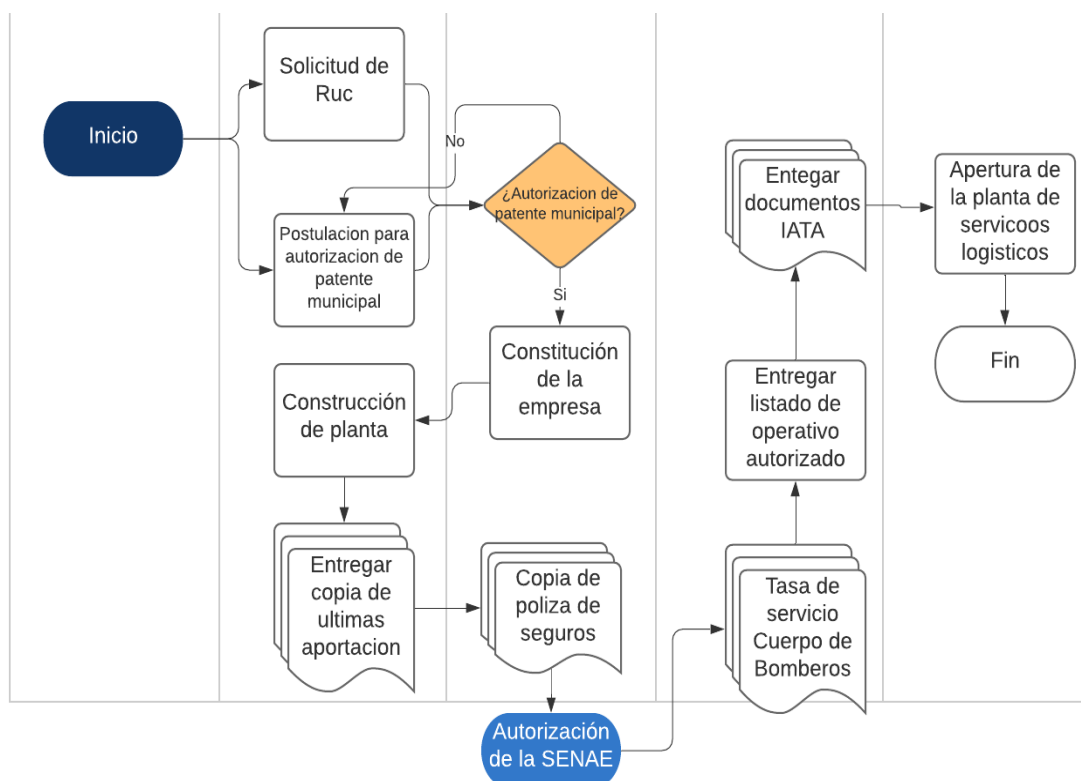 Inicio
Solicitud de
Ruc
Postulacion para
autorizacion de
patente
municipal
No
¿Autorizacion de
patente municipal?
Si
Constitución
de la
empresa
Construcción
de planta
Entregar
copia de
ultimas
aportacion
Copia de
poliza de
seguros
Autorización
de la SENAE
Tasa de
servicio
Cuerpo de
Bomberos
Entregar
listado de
operativo
autorizado
Entegar
documentos
IATA
Apertura de
la planta de
servicoos
logisticos
Fin